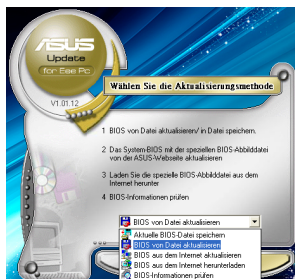 ASUS
Update
for Eee Pc
V1.01.12
Wählen Sie die Aktualisierungsmethode
1 BIOS von Datei aktualisieren/ in Datei speichern.
2 Das System-BIOS mit der speziellen BIOS-Abbilddatei
von der ASUS-Webseite aktualisieren
3 Laden Sie die spezielle BIOS-Abbilddatei aus dem
Internet herunter
4 BIOS-Informationen prüfen
BIOS von Datei aktualisieren
Aktuelle BIOS-Datei speichern
BIOS von Datei aktualisieren
BIOS aus dem Internet aktualisieren
BIOS aus dem Internet herunterladen
BIOS-Informationen prüfen